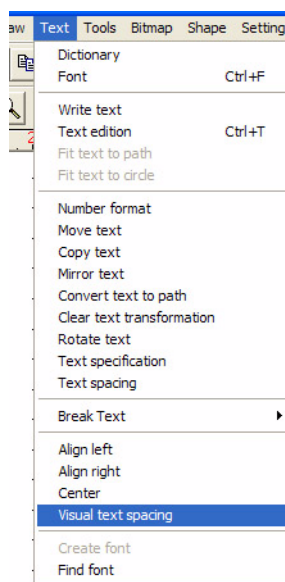 aw Text Tools Bitmap Shape Setting
Dictionary
Font Ctrl+F
2
Write text
Text edition Ctrl+T
Fit text to path
Fit text to circle
Number format
Move text
Copy text
Mirror text
Convert text to path
Clear text transformation
Rotate text
Text specification
Text spacing
Break Text
Align left
Align right
Center
Visual text spacing
Create font
Find font